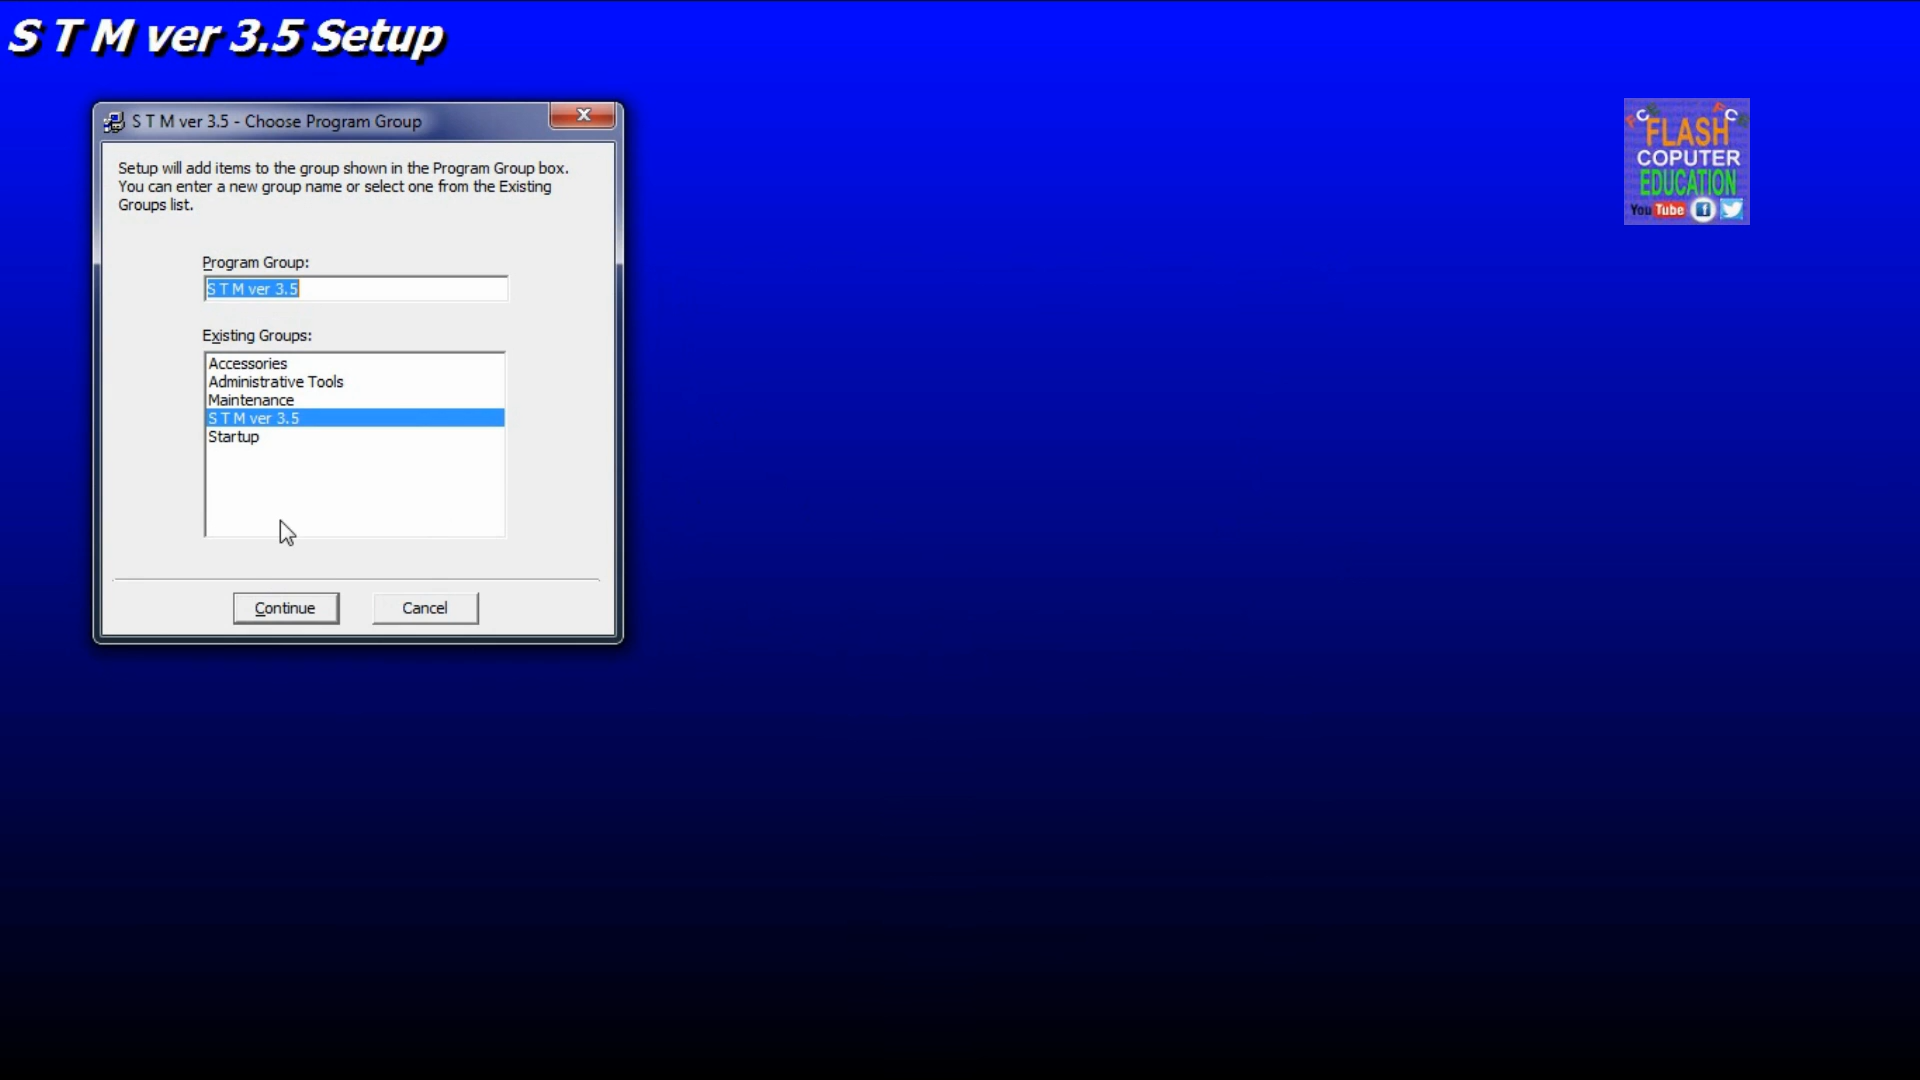 S T M ver 3.5 Setup
S T M ver 3.5 - Choose Program Group
Setup will add items to the group shown in the Program Group box.
You can enter a new group name or select one from the Existing
Groups list.
Program Group:
S T M ver 3.5
Existing Groups:
Accessories
Administrative Tools
Maintenance
S T M ver 3.5
Startup
Continue
Cancel
FLASH
COPUTER
EDUCATION
You Tube